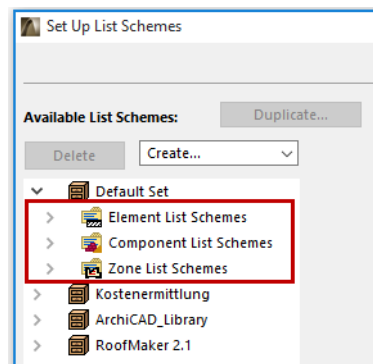 Set Up List Schemes
Available List Schemes:
Duplicate...
Delete
Create...
Default Set
Element List Schemes
Component List Schemes
Zone List Schemes
Kostenermittlung
ArchiCAD_Library
RoofMaker 2.1